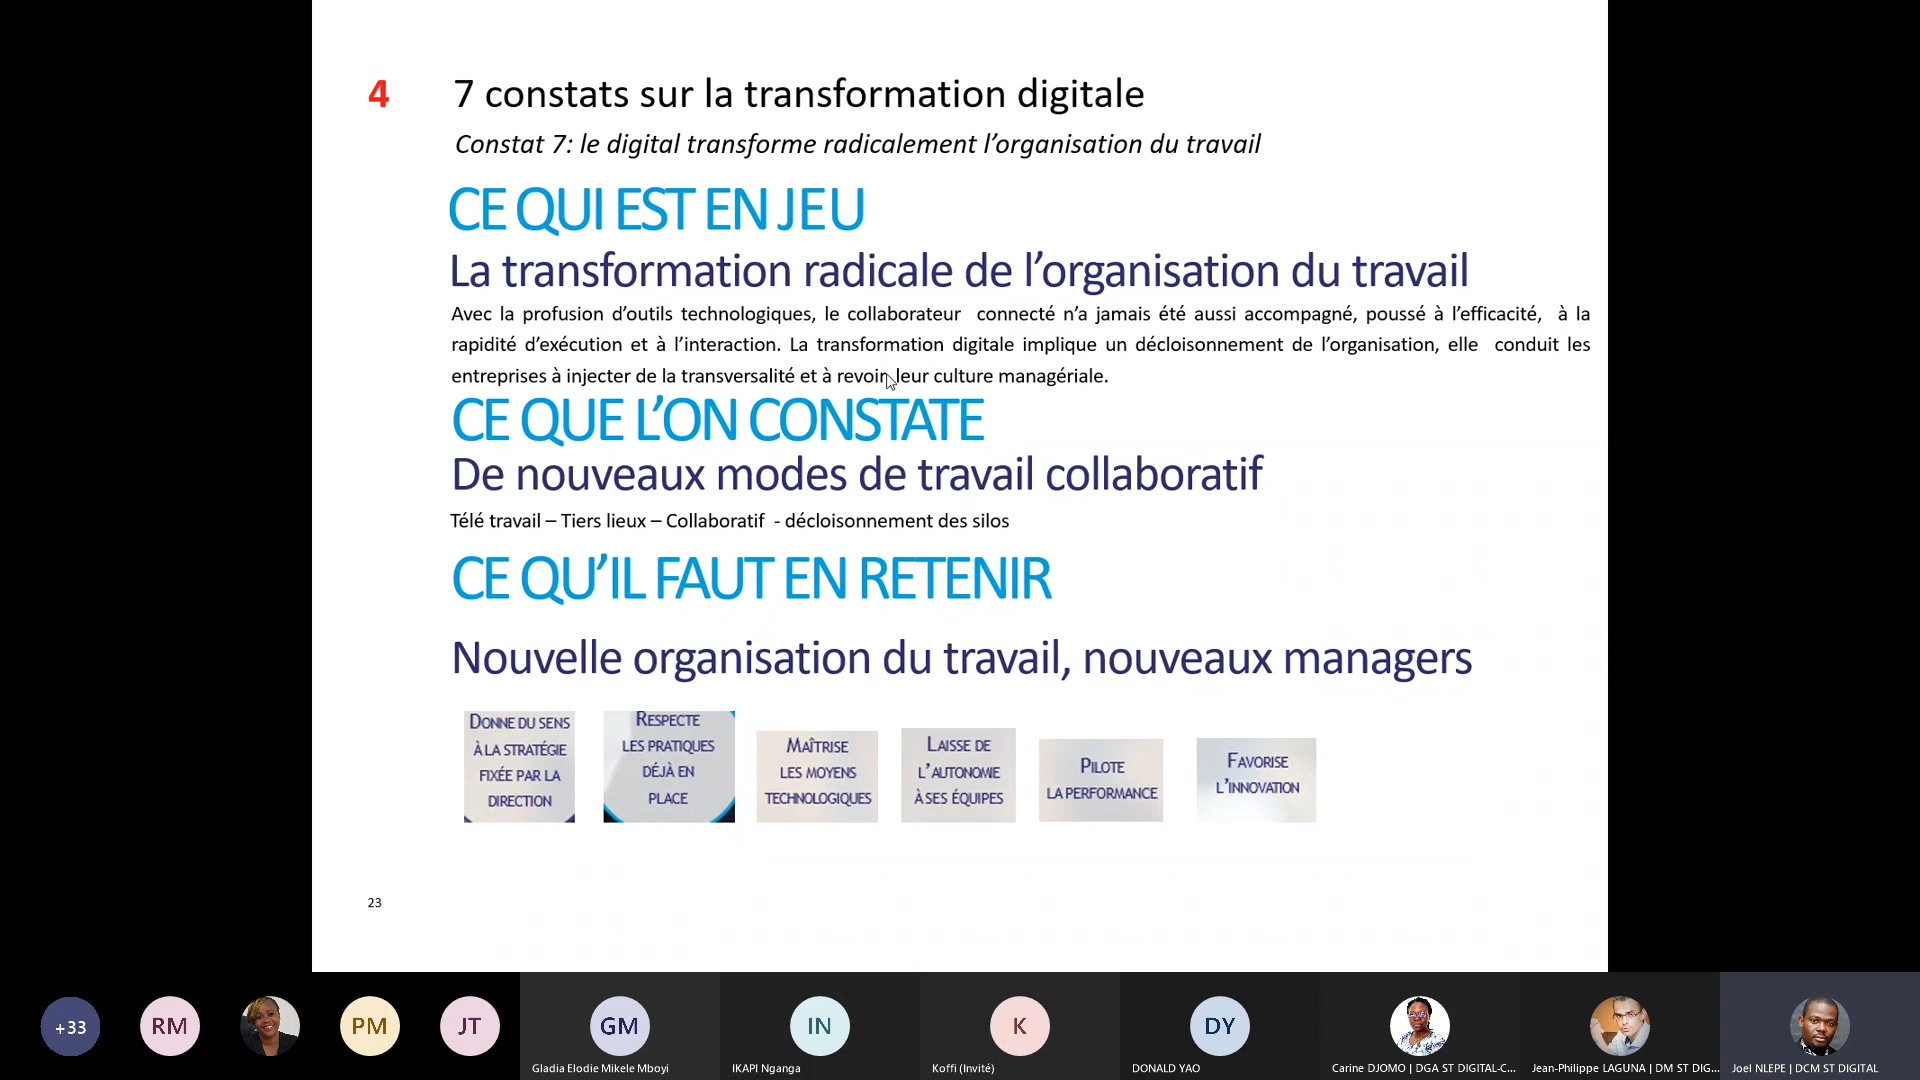 4 7 constats sur la transformation digitale
Constat 7: le digital transforme radicalement l’organisation du travail
CE QUI EST EN JEU
La transformation radicale de l’organisation du travail
Avec la profusion d’outils technologiques, le collaborateur connecté n’a jamais été aussi accompagné, poussé à l’efficacité, à la
rapidité d’exécution et à l’interaction. La transformation digitale implique un décloisonnement de l’organisation, elle conduit les
entreprises à injecter de la transversalité et à revoir leur culture managériale.
CE QUE L’ON CONSTATE
De nouveaux modes de travail collaboratif
Télé travail – Tiers lieux – Collaboratif - décloisonnement des silos
CE QU’IL FAUT EN RETENIR
Nouvelle organisation du travail, nouveaux managers
DONNE DU SENS
À LA STRATÉGIE
FIXÉE PAR LA
DIRECTION
RESPECTE
LES PRATIQUES
DÉJÀ EN
PLACE
MAÎTRISE
LES MOYENS
TECHNOLOGIQUES
LAISSE DE
L’AUTONOMIE
À SES ÉQUIPES
PILOTE
LA PERFORMANCE
FAVORISE
L’INNOVATION
23
+33
RM
PM
JT
GM
Gladia Elodie Mikele Mboyi
IN
IKAPI Nganga
K
Koffi (Invité)
DY
DONALD YAO
Carine DJOMO | DGA ST DIGITAL-C...
Jean-Philippe LAGUNA | DM ST DIG...
Joel NLEPE | DCM ST DIGITAL